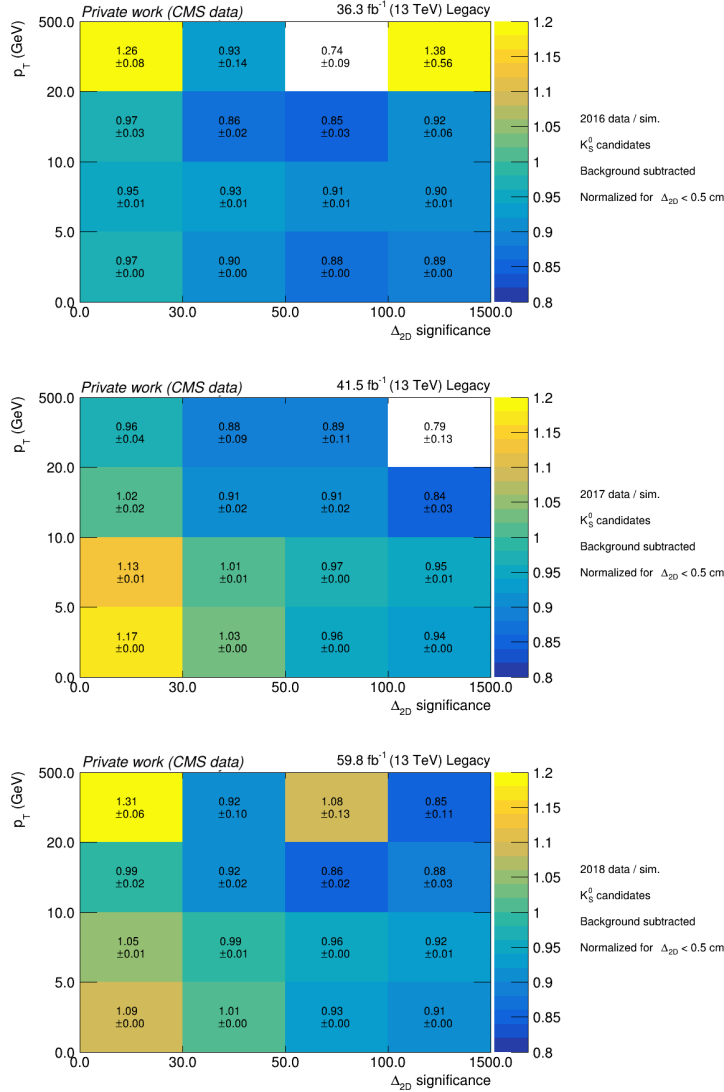 Private work (CMS data) 36.3 fb-1 (13 TeV) Legacy
pT (GeV)
500.0 1.26 0.93 0.74 1.38 1.2
±0.08 ±0.14 ±0.09 ±0.56 1.15
20.0 1.1
0.97 0.86 0.85 0.92 2016 data / sim.
±0.03 ±0.02 ±0.03 ±0.06 1.05
K0S candidates
10.0 1 Background subtracted
0.95 0.93 0.91 0.90 0.95 Normalized for Δ2D < 0.5 cm
±0.01 ±0.01 ±0.01 ±0.01
5.0 0.9
0.97 0.90 0.88 0.89 0.85
±0.00 ±0.00 ±0.00 ±0.00
0.0 0.8
0.0 30.0 50.0 100.0 1500.0
Δ2D significance
Private work (CMS data) 41.5 fb-1 (13 TeV) Legacy
pT (GeV)
500.0 0.96 0.88 0.89 0.79 1.2
±0.04 ±0.09 ±0.11 ±0.13 1.15
20.0 1.1
1.02 0.91 0.91 0.84 2017 data / sim.
±0.02 ±0.02 ±0.02 ±0.03 1.05
K0S candidates
10.0 1 Background subtracted
1.13 1.01 0.97 0.95 0.95 Normalized for Δ2D < 0.5 cm
±0.01 ±0.01 ±0.00 ±0.01
5.0 0.9
1.17 1.03 0.96 0.94 0.85
±0.00 ±0.00 ±0.00 ±0.00
0.0 0.8
0.0 30.0 50.0 100.0 1500.0
Δ2D significance
Private work (CMS data) 59.8 fb-1 (13 TeV) Legacy
pT (GeV)
500.0 1.31 0.92 1.08 0.85 1.2
±0.06 ±0.10 ±0.13 ±0.11 1.15
20.0 1.1
0.99 0.92 0.86 0.88 2018 data / sim.
±0.02 ±0.02 ±0.02 ±0.03 1.05
K0S candidates
10.0 1 Background subtracted
1.05 0.99 0.96 0.92 0.95 Normalized for Δ2D < 0.5 cm
±0.01 ±0.01 ±0.00 ±0.01
5.0 0.9
1.09 1.01 0.93 0.91 0.85
±0.00 ±0.00 ±0.00 ±0.00
0.0 0.8
0.0 30.0 50.0 100.0 1500.0
Δ2D significance